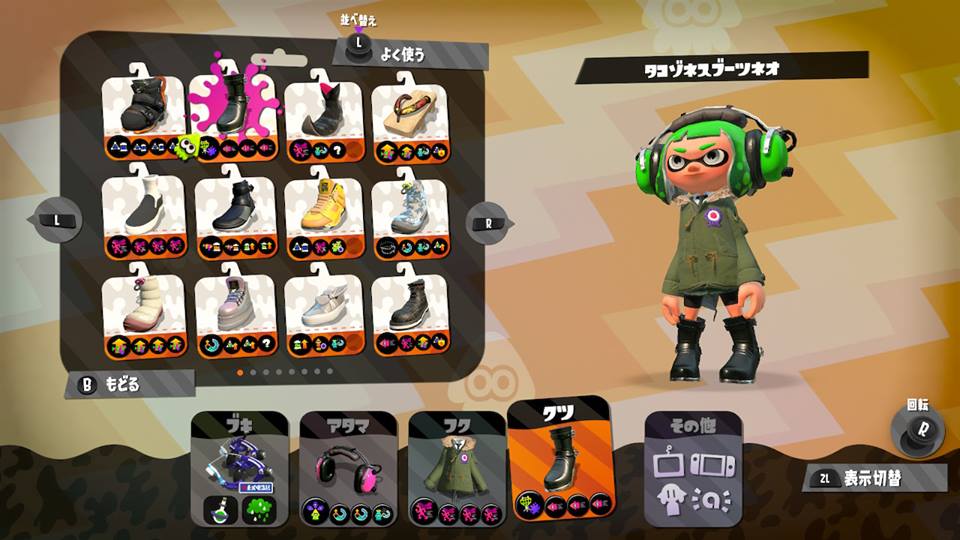 並べ替え
L
よく使う
タコゾネスブーツネオ
?
L
R
?
B もどる
ブキ
アタマ
フク
クツ
その他
回転
R
ZL 表示切替